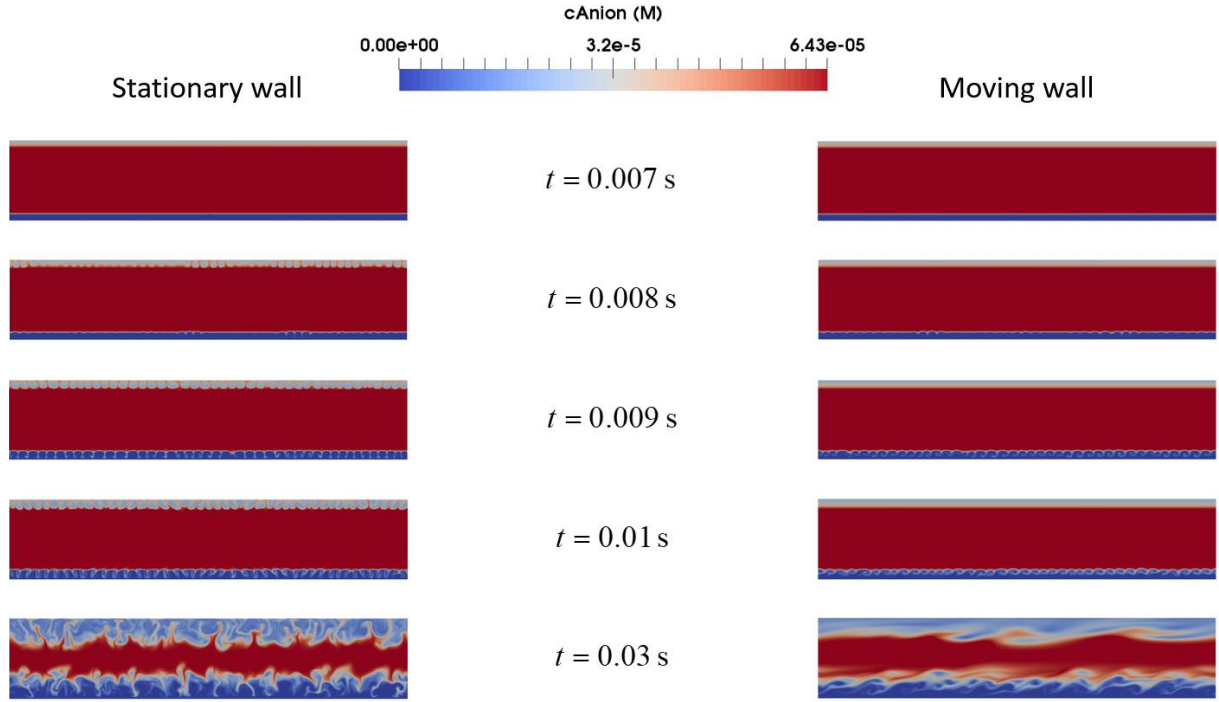 cAnion (M)
0.00e+00 3.2e-5 6.43e-05
Stationary wall Moving wall
t = 0.007 s
t = 0.008 s
t = 0.009 s
t = 0.01 s
t = 0.03 s